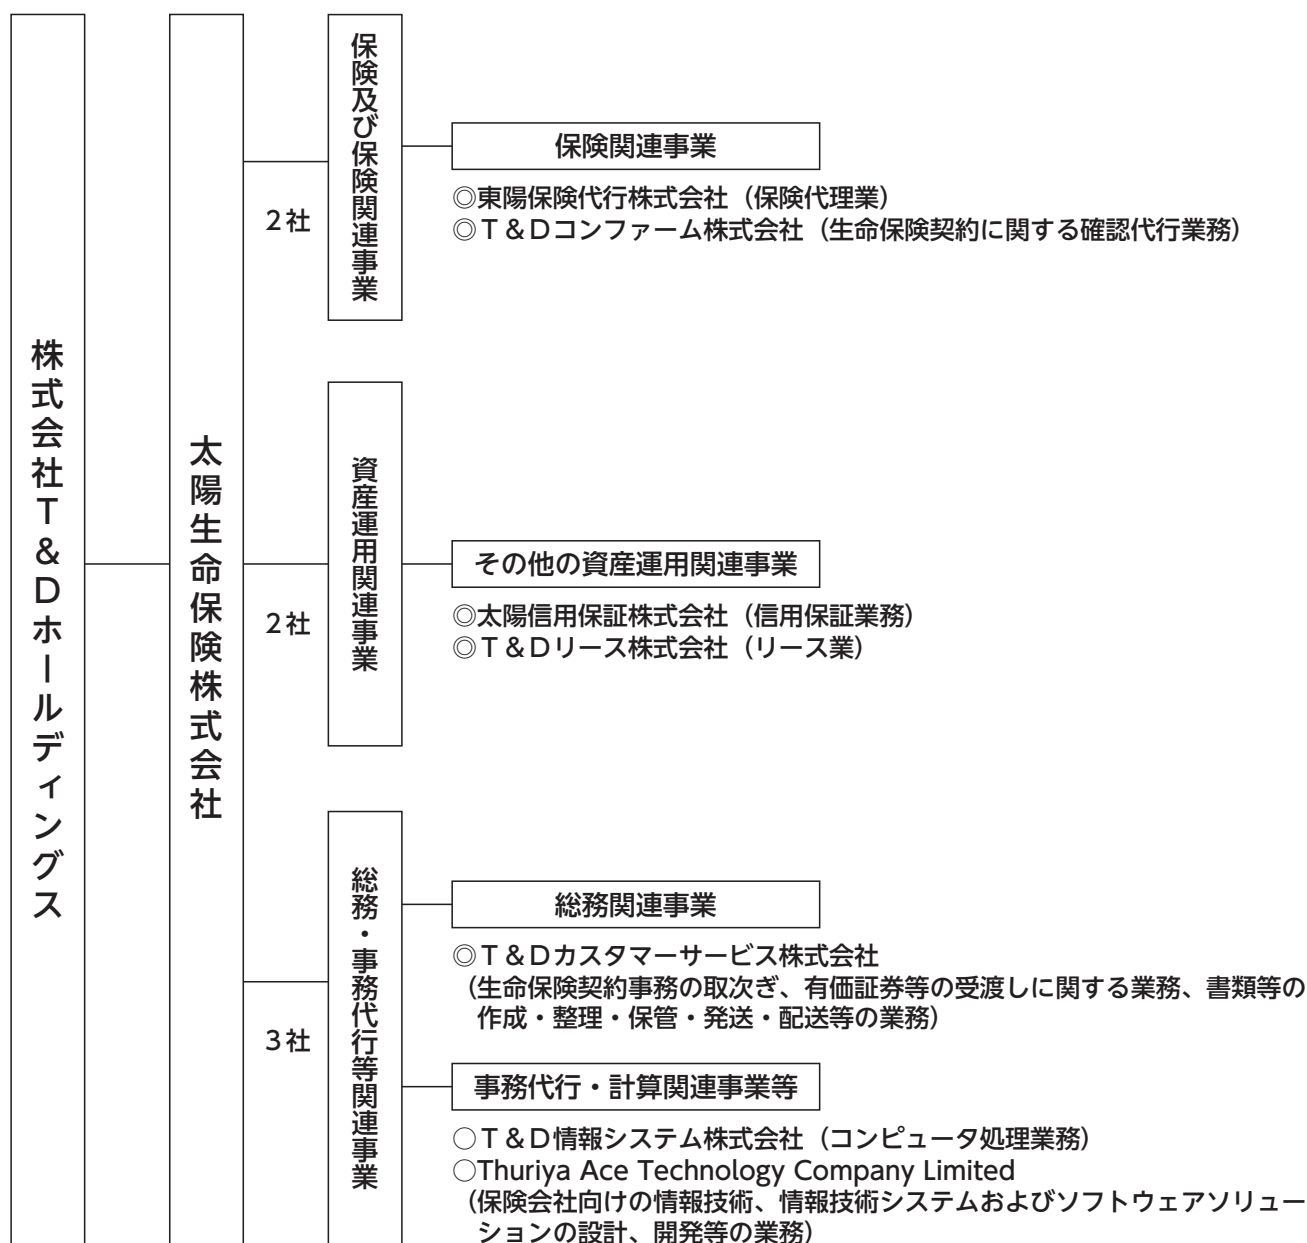 株式会社Ｔ＆Ｄホールディングス
太陽生命保険株式会社
2社
保険及び保険関連事業
保険関連事業
◎東陽保険代行株式会社（保険代理業）
◎Ｔ＆Ｄコンファーム株式会社（生命保険契約に関する確認代行業務）
2社
資産運用関連事業
その他の資産運用関連事業
◎太陽信用保証株式会社（信用保証業務）
◎Ｔ＆Ｄリース株式会社（リース業）
3社
総務・事務代行等関連事業
総務関連事業
◎Ｔ＆Ｄカスタマーサービス株式会社
（生命保険契約事務の取次ぎ、有価証券等の受渡しに関する業務、書類等の
作成・整理・保管・発送・配送等の業務）
事務代行・計算関連事業等
○Ｔ＆Ｄ情報システム株式会社（コンピュータ処理業務）
○Thuriya Ace Technology Company Limited
（保険会社向けの情報技術、情報技術システムおよびソフトウェアソリュー
ションの設計、開発等の業務）